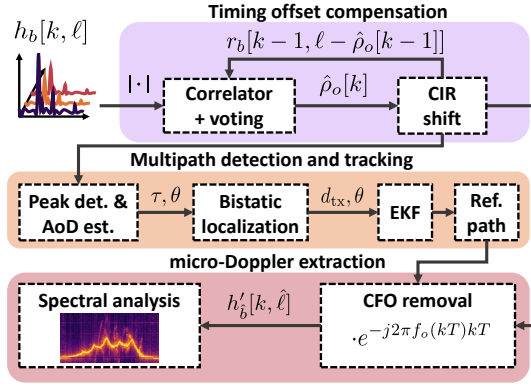 Timing offset compensation
h_b[k, ℓ]
r_b[k − 1, ℓ − ρ̂_o[k − 1]]
|·|
Correlator
+ voting
ρ̂_o[k]
CIR
shift
Multipath detection and tracking
Peak det. &
AoD est.
τ, θ
Bistatic
localization
d_tx, θ
EKF
Ref.
path
micro-Doppler extraction
Spectral analysis
h′_b̂[k, ℓ̂]
CFO removal
·e^{−j2πf_o(kT)kT}